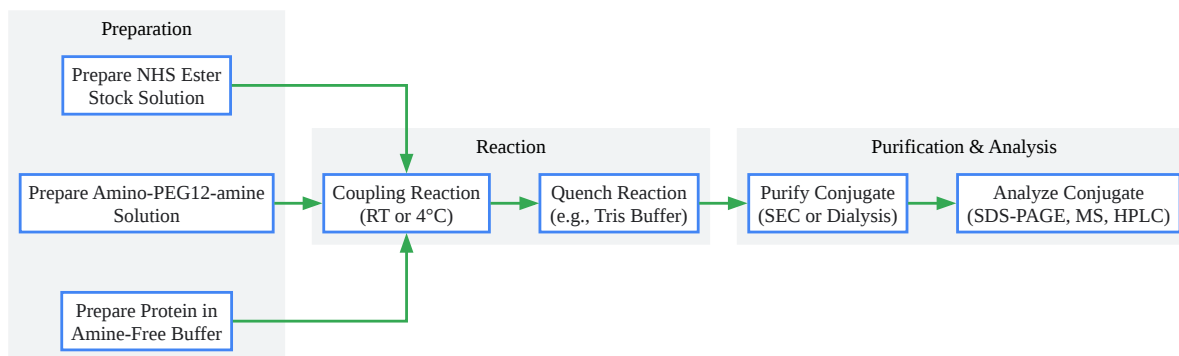 Preparation
Prepare NHS Ester
Stock Solution
Prepare Amino-PEG12-amine
Solution
Prepare Protein in
Amine-Free Buffer
Reaction
Coupling Reaction
(RT or 4°C)
Quench Reaction
(e.g., Tris Buffer)
Purification & Analysis
Purify Conjugate
(SEC or Dialysis)
Analyze Conjugate
(SDS-PAGE, MS, HPLC)